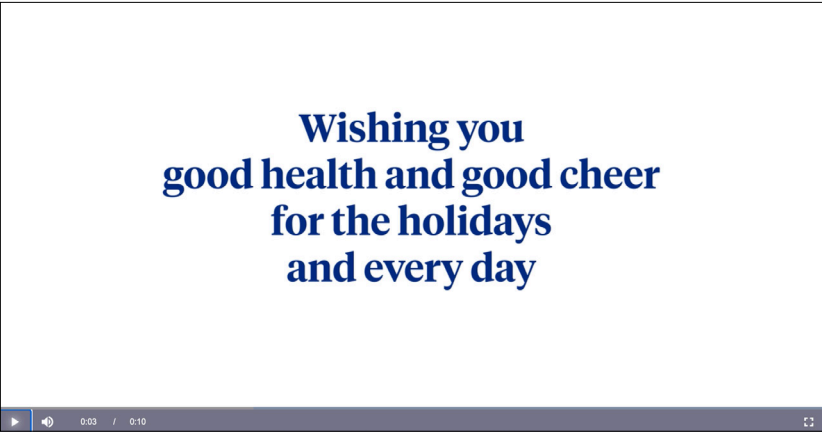 Wishing you
good health and good cheer
for the holidays
and every day
0:03 / 0:10